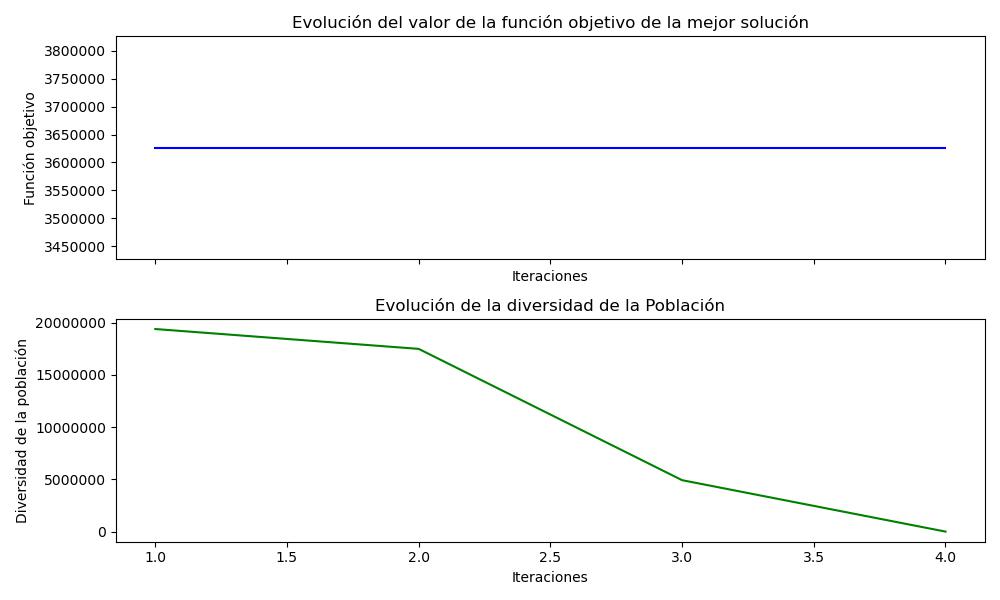 Evolución del valor de la función objetivo de la mejor solución
3800000
3750000
3700000
3650000
3600000
3550000
3500000
3450000
Función objetivo
Iteraciones
Evolución de la diversidad de la Población
20000000
15000000
10000000
5000000
0
Diversidad de la población
1.0 1.5 2.0 2.5 3.0 3.5 4.0
Iteraciones